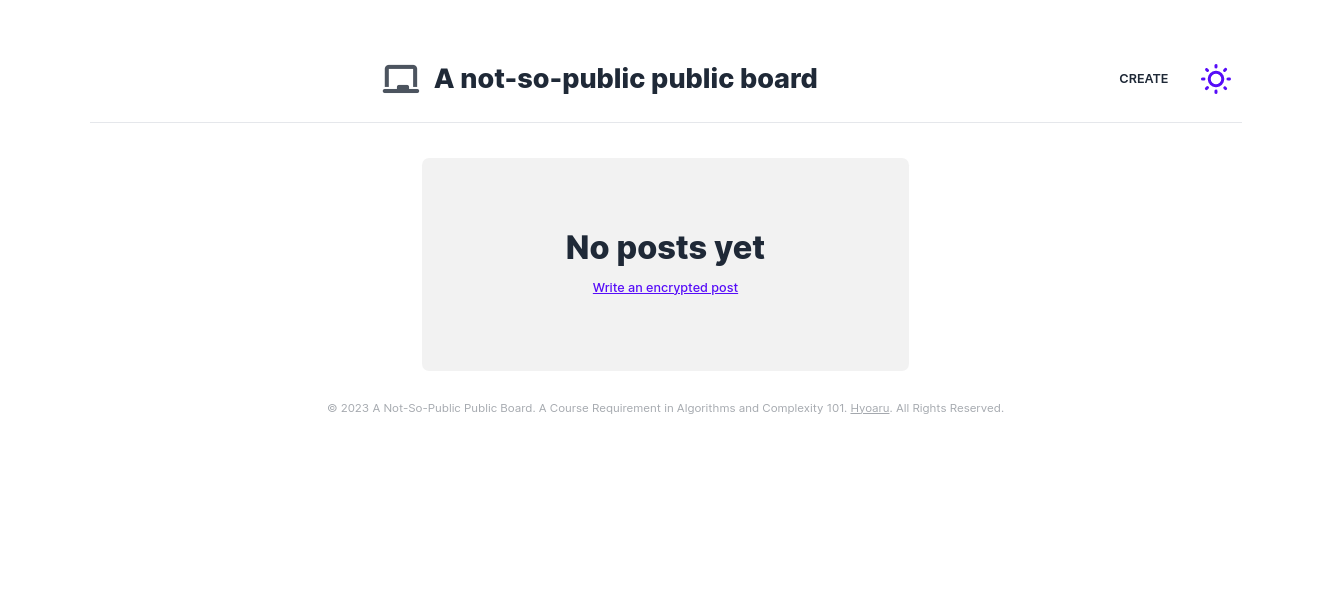 A not-so-public public board
CREATE
No posts yet
Write an encrypted post
© 2023 A Not-So-Public Public Board. A Course Requirement in Algorithms and Complexity 101. Hyoaru. All Rights Reserved.